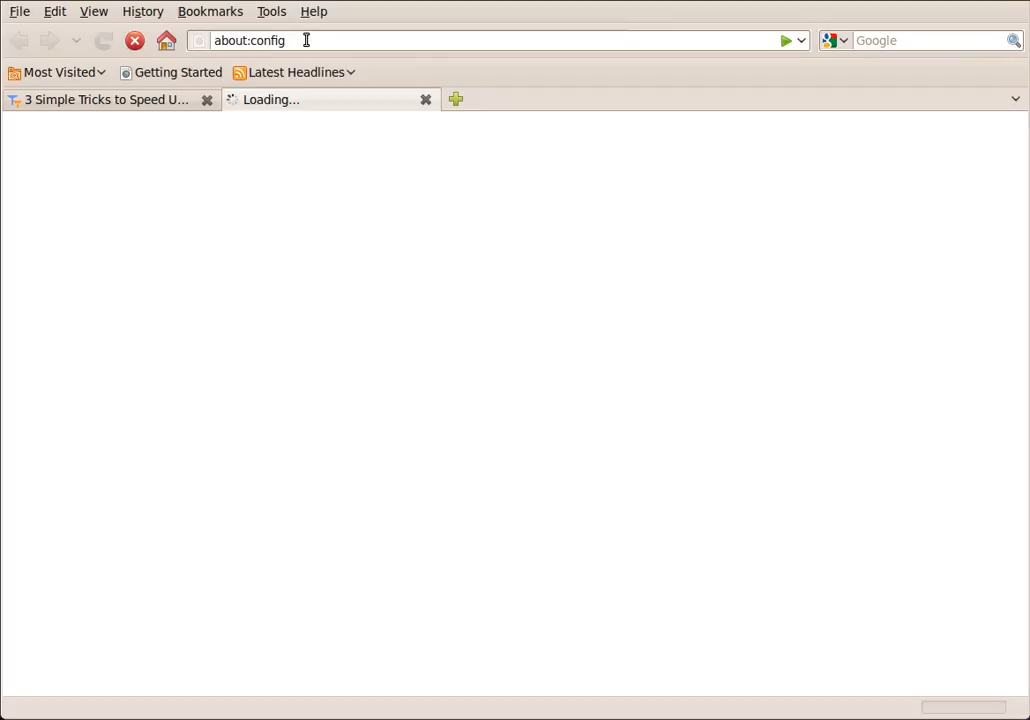 File Edit View History Bookmarks Tools Help
about:config Google
Most Visited Getting Started Latest Headlines
3 Simple Tricks to Speed U... Loading...